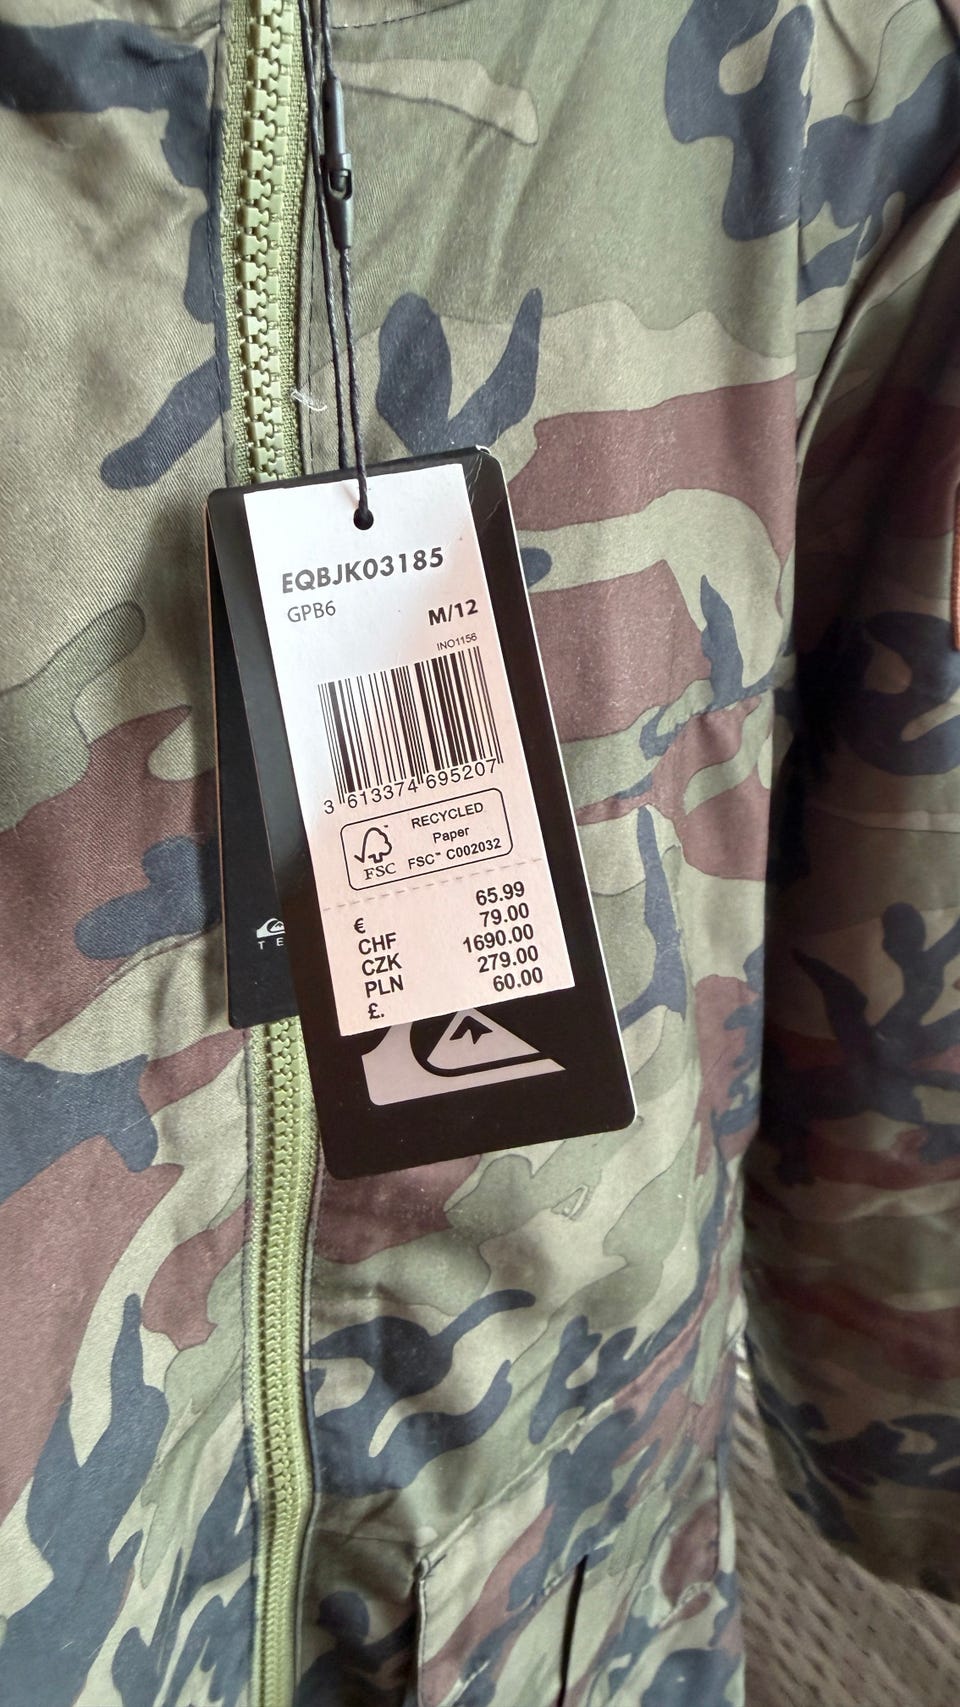 EQBJK03185
GPB6
M/12
INO1156
3 613374 695207
RECYCLED
Paper
FSC™ C002032
FSC
€ 65.99
CHF 79.00
CZK 1690.00
PLN 279.00
£. 60.00
TE